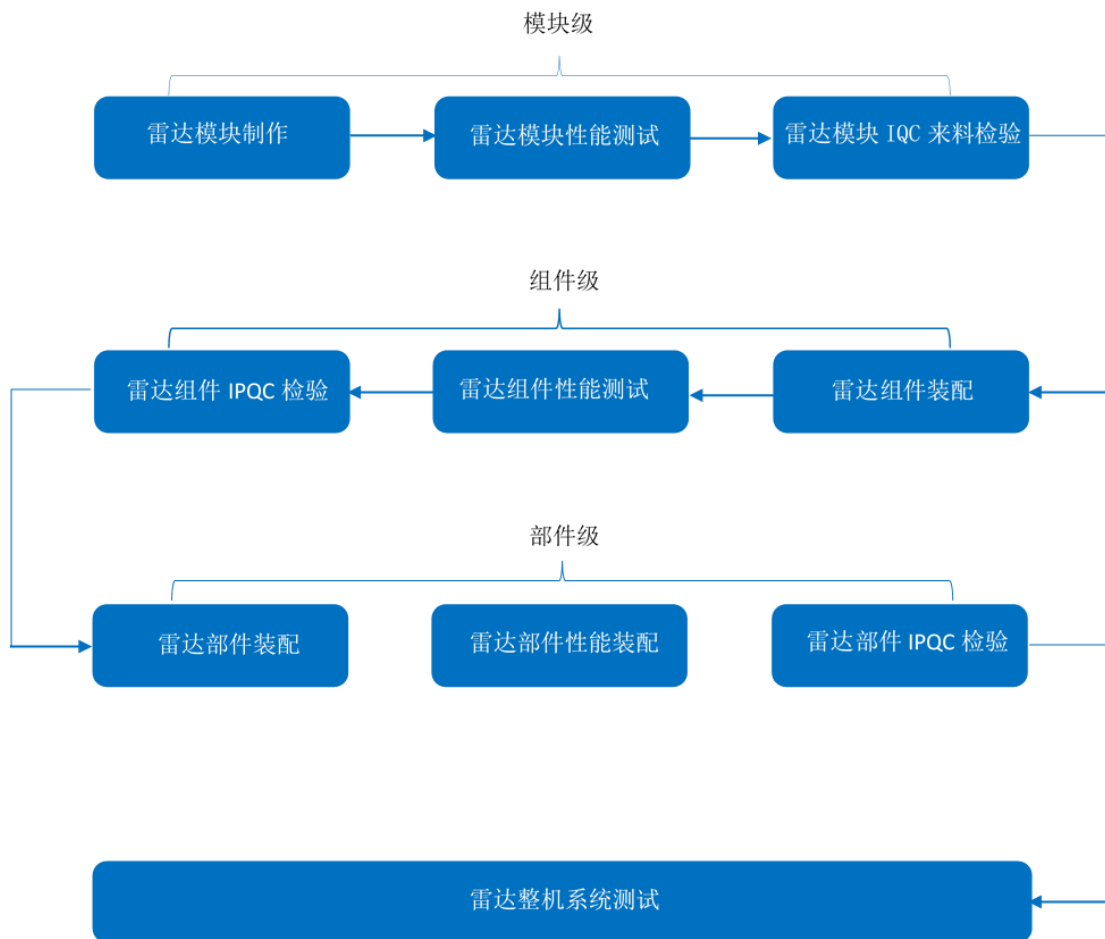 模块级
雷达模块制作
雷达模块性能测试
雷达模块 IQC 来料检验
组件级
雷达组件 IPQC 检验
雷达组件性能测试
雷达组件装配
部件级
雷达部件装配
雷达部件性能装配
雷达部件 IPQC 检验
雷达整机系统测试